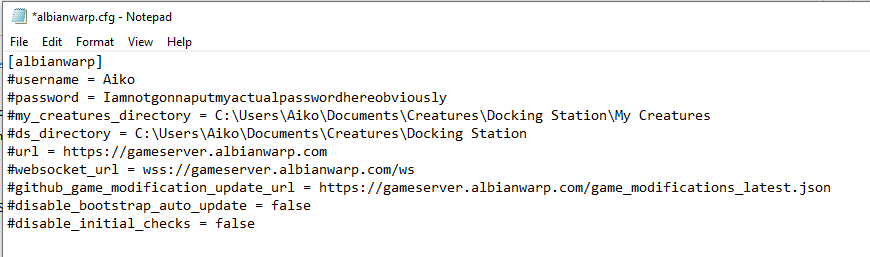 *albianwarp.cfg - Notepad
File Edit Format View Help
[albianwarp]
#username = Aiko
#password = Iamnotgonnaputmyactualpasswordhereobviously
#my_creatures_directory = C:\Users\Aiko\Documents\Creatures\Docking Station\My Creatures
#ds_directory = C:\Users\Aiko\Documents\Creatures\Docking Station
#url = https://gameserver.albianwarp.com
#websocket_url = wss://gameserver.albianwarp.com/ws
#github_game_modification_update_url = https://gameserver.albianwarp.com/game_modifications_latest.json
#disable_bootstrap_auto_update = false
#disable_initial_checks = false